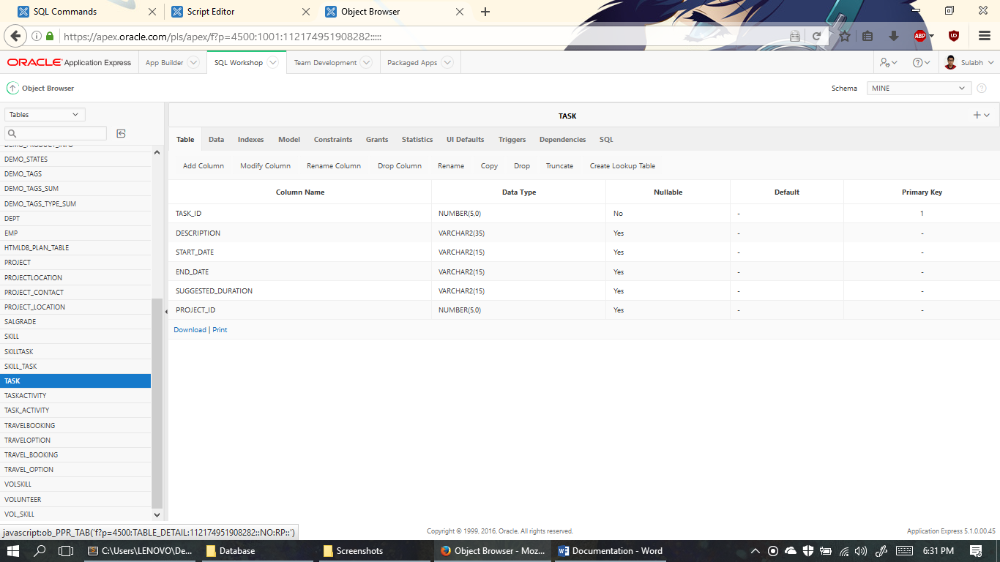 SQL Commands Script Editor Object Browser
https://apex.oracle.com/pls/apex/f?p=4500:1001:112174951908282::::: ABP
ORACLE Application Express App Builder SQL Workshop Team Development Packaged Apps Sulabh
Object Browser Schema MINE
Tables
TASK
Table Data Indexes Model Constraints Grants Statistics UI Defaults Triggers Dependencies SQL
Add Column Modify Column Rename Column Drop Column Rename Copy Drop Truncate Create Lookup Table
Column Name Data Type Nullable Default Primary Key
TASK_ID NUMBER(5,0) No - 1
DESCRIPTION VARCHAR2(35) Yes - -
START_DATE VARCHAR2(15) Yes - -
END_DATE VARCHAR2(15) Yes - -
SUGGESTED_DURATION VARCHAR2(15) Yes - -
PROJECT_ID NUMBER(5,0) Yes - -
Download | Print
DEMO_PRODUCT_INFO
DEMO_STATES
DEMO_TAGS
DEMO_TAGS_SUM
DEMO_TAGS_TYPE_SUM
DEPT
EMP
HTMLDB_PLAN_TABLE
PROJECT
PROJECTLOCATION
PROJECT_CONTACT
PROJECT_LOCATION
SALGRADE
SKILL
SKILLTASK
SKILL_TASK
TASK
TASKACTIVITY
TASK_ACTIVITY
TRAVELBOOKING
TRAVELOPTION
TRAVEL_BOOKING
TRAVEL_OPTION
VOLSKILL
VOLUNTEER
VOL_SKILL
javascript:ob_PPR_TAB('f?p=4500:TABLE_DETAIL:112174951908282::NO:RP::')
Copyright © 1999, 2016, Oracle. All rights reserved. Application Express 5.1.0.00.45
C:\Users\LENOVO\De... Database Screenshots Object Browser - Moz... Documentation - Word 6:31 PM